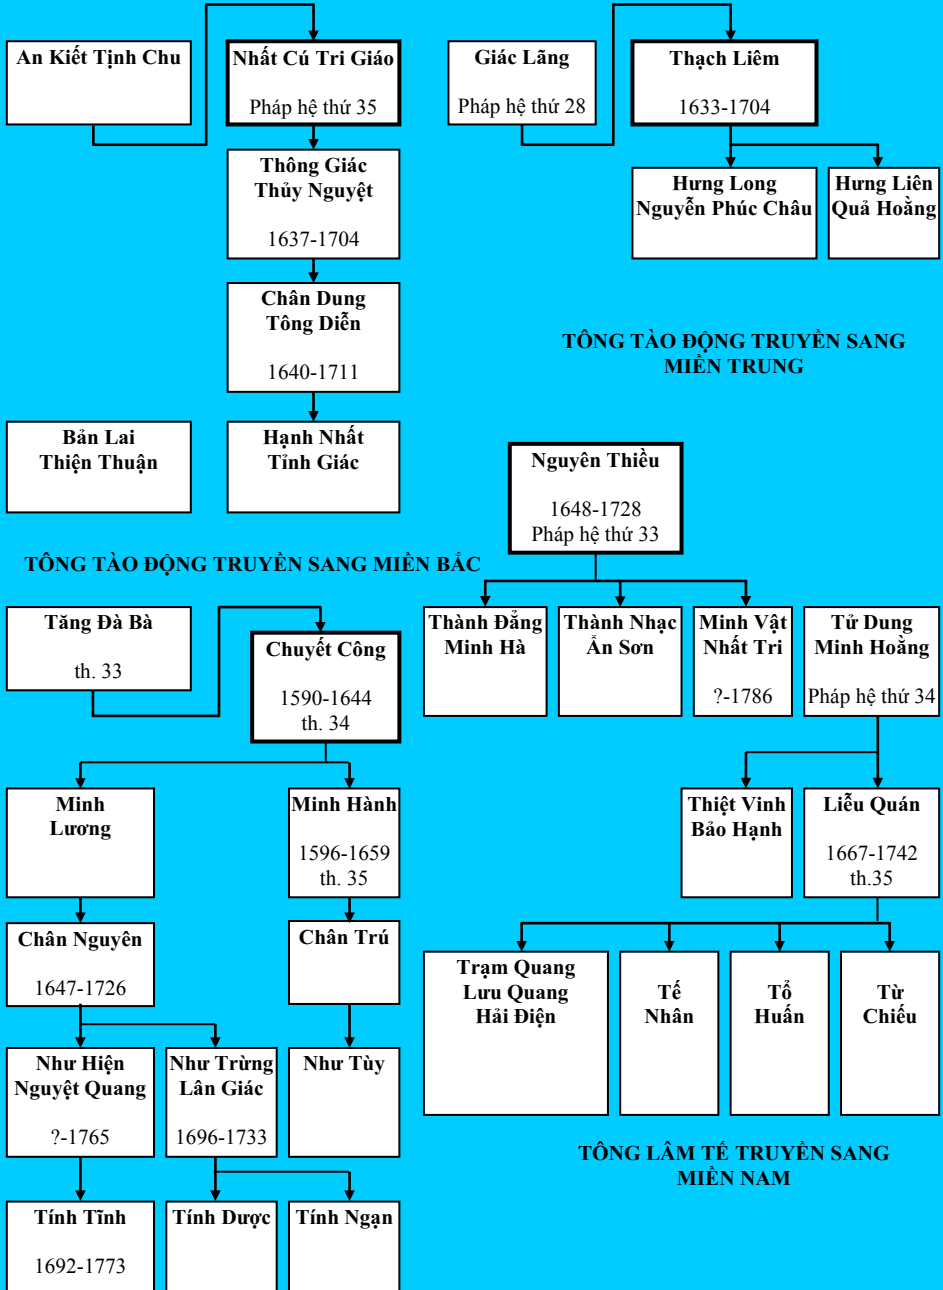 An Kiết Tịnh Chu
Nhất Cú Tri Giáo
Pháp hệ thứ 35
Thông Giác
Thủy Nguyệt
1637-1704
Chân Dung
Tông Diễn
1640-1711
Bản Lai
Thiện Thuận
Hạnh Nhất
Tỉnh Giác
TÔNG TÀO ĐỘNG TRUYỀN SANG MIỀN BẮC
Giác Lãng
Pháp hệ thứ 28
Thạch Liêm
1633-1704
Hưng Long
Nguyễn Phúc Châu
Hưng Liên
Quả Hoằng
TÔNG TÀO ĐỘNG TRUYỀN SANG
MIỀN TRUNG
Tăng Đà Bà
th. 33
Chuyết Công
1590-1644
th. 34
Minh
Lương
Minh Hành
1596-1659
th. 35
Chân Nguyên
1647-1726
Chân Trú
Như Hiện
Nguyệt Quang
?-1765
Như Trừng
Lân Giác
1696-1733
Như Tùy
Tính Tĩnh
1692-1773
Tính Dược
Tính Ngạn
Nguyên Thiều
1648-1728
Pháp hệ thứ 33
Thành Đẳng
Minh Hà
Thành Nhạc
Ẩn Sơn
Minh Vật
Nhất Tri
?-1786
Tử Dung
Minh Hoằng
Pháp hệ thứ 34
Thiệt Vinh
Bảo Hạnh
Liễu Quán
1667-1742
th.35
Trạm Quang
Lưu Quang
Hải Điện
Tế
Nhân
Tổ
Huấn
Từ
Chiếu
TÔNG LÂM TẾ TRUYỀN SANG
MIỀN NAM